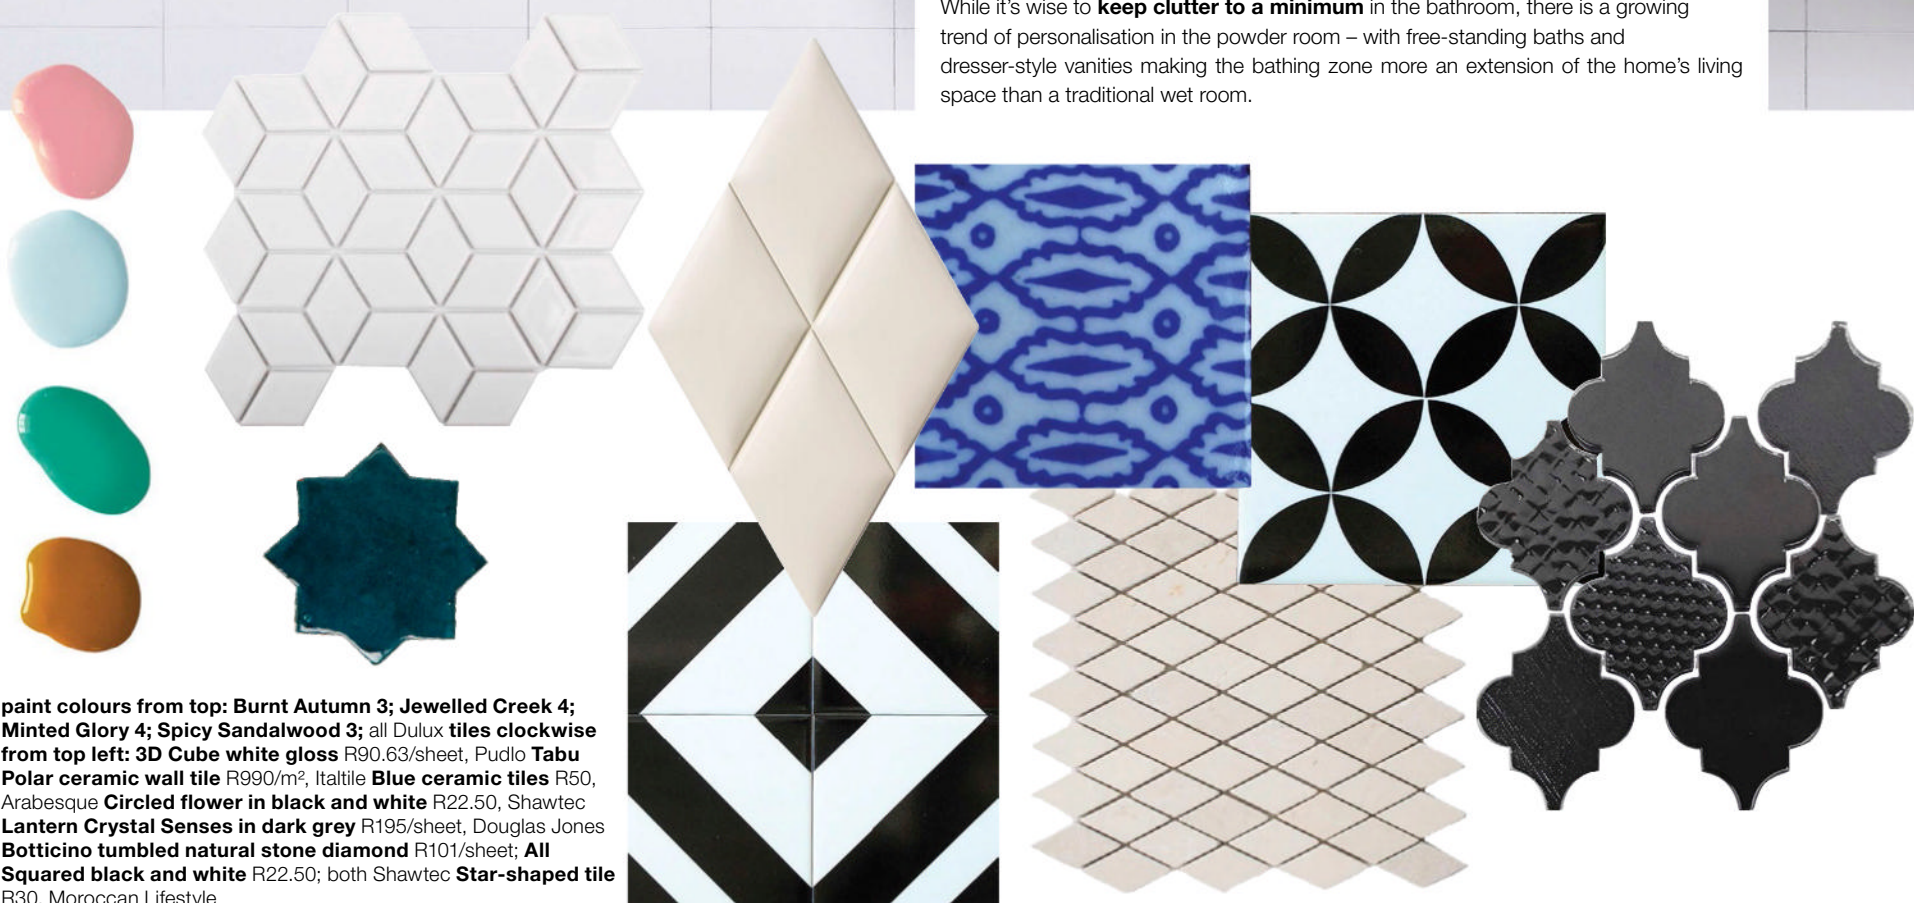 While it’s wise to keep clutter to a minimum in the bathroom, there is a growing
trend of personalisation in the powder room – with free-standing baths and
dresser-style vanities making the bathing zone more an extension of the home’s living
space than a traditional wet room.
paint colours from top: Burnt Autumn 3; Jewelled Creek 4;
Minted Glory 4; Spicy Sandalwood 3; all Dulux tiles clockwise
from top left: 3D Cube white gloss R90.63/sheet, Pudlo Tabu
Polar ceramic wall tile R990/m², Italtile Blue ceramic tiles R50,
Arabesque Circled flower in black and white R22.50, Shawtec
Lantern Crystal Senses in dark grey R195/sheet, Douglas Jones
Botticino tumbled natural stone diamond R101/sheet; All
Squared black and white R22.50; both Shawtec Star-shaped tile
R30, Moroccan Lifestyle